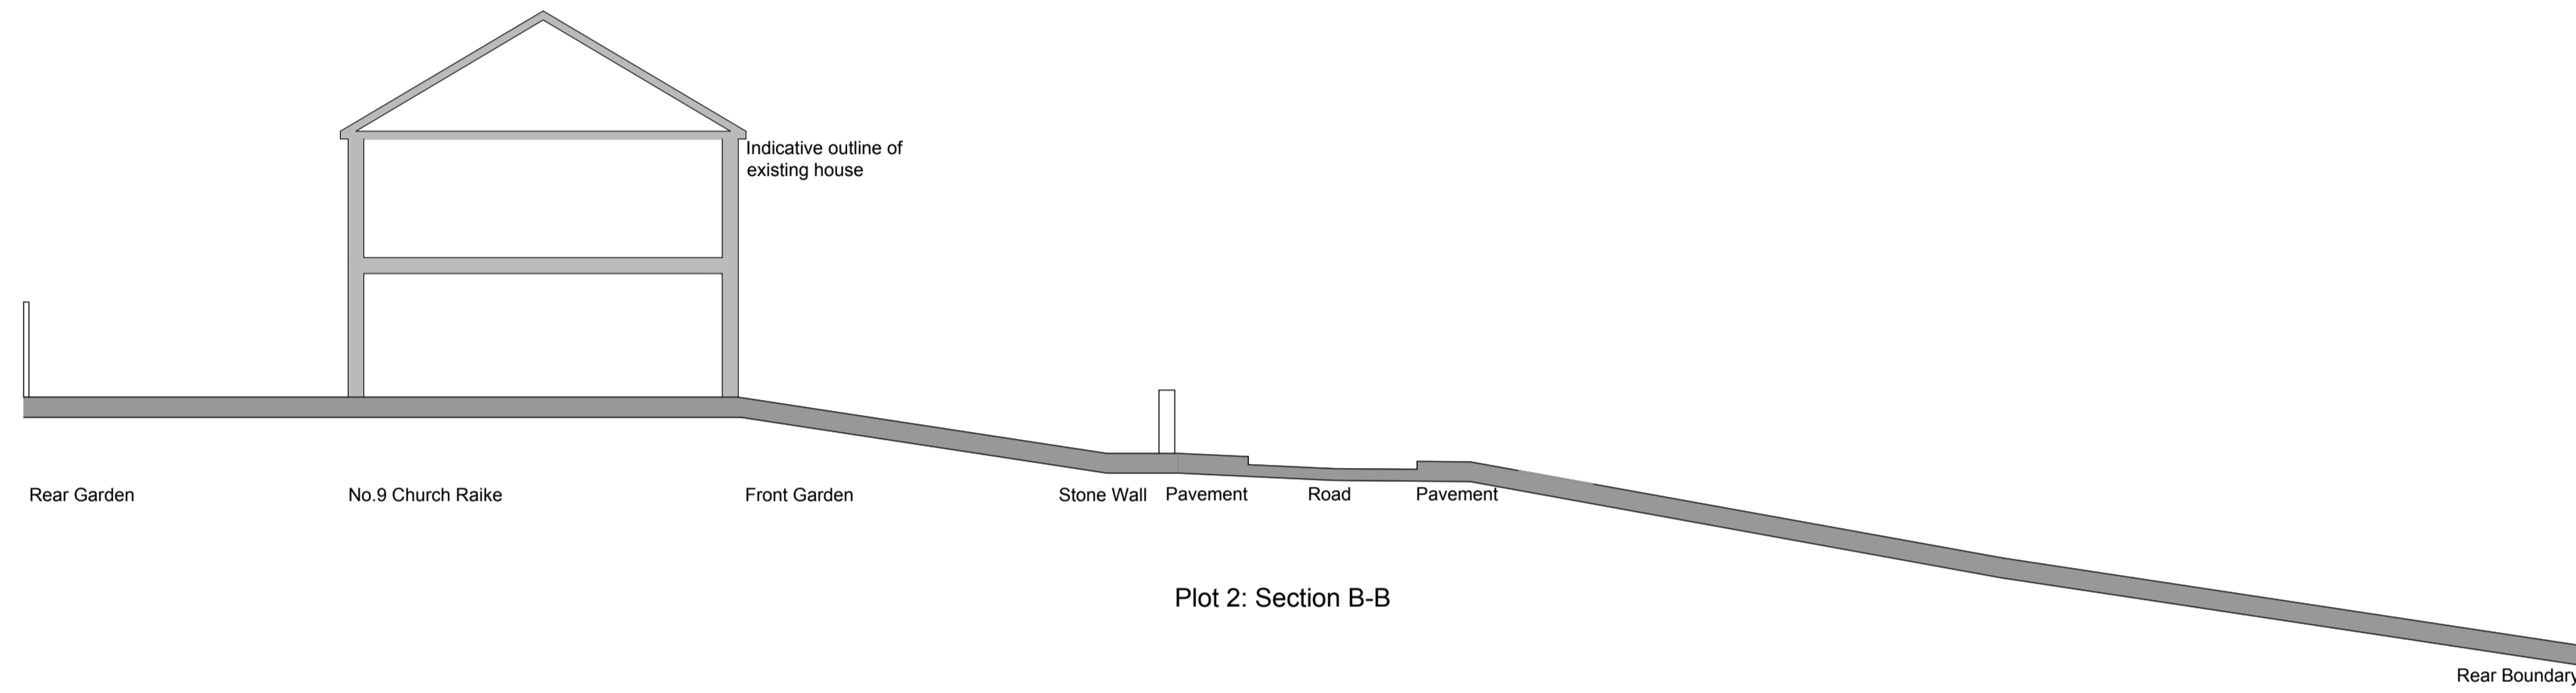 Indicative outline of
existing house
Rear Garden
No.9 Church Raike
Front Garden
Stone Wall
Pavement
Road
Pavement
Plot 2: Section B-B
Rear Boundary